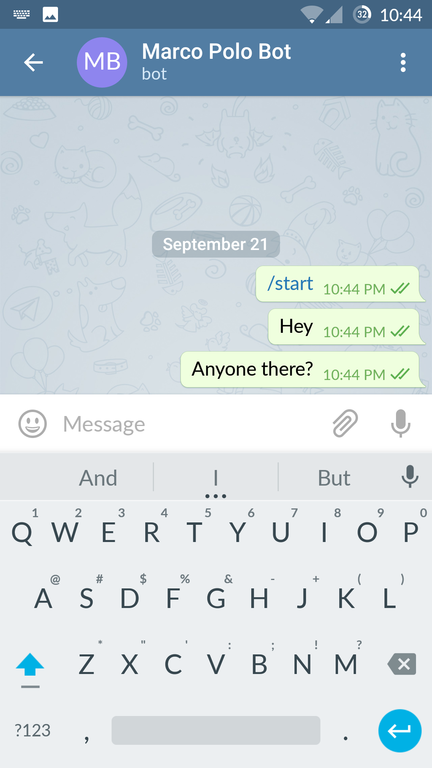 32 10:44
MB
Marco Polo Bot
bot
September 21
/start 10:44 PM
Hey 10:44 PM
Anyone there? 10:44 PM
Message
And I But
1 2 3 4 5 6 7 8 9 0
Q W E R T Y U I O P
@ # $ % & - + ( )
A S D F G H J K L
* " ' : ; ! ?
Z X C V B N M
?123 , .